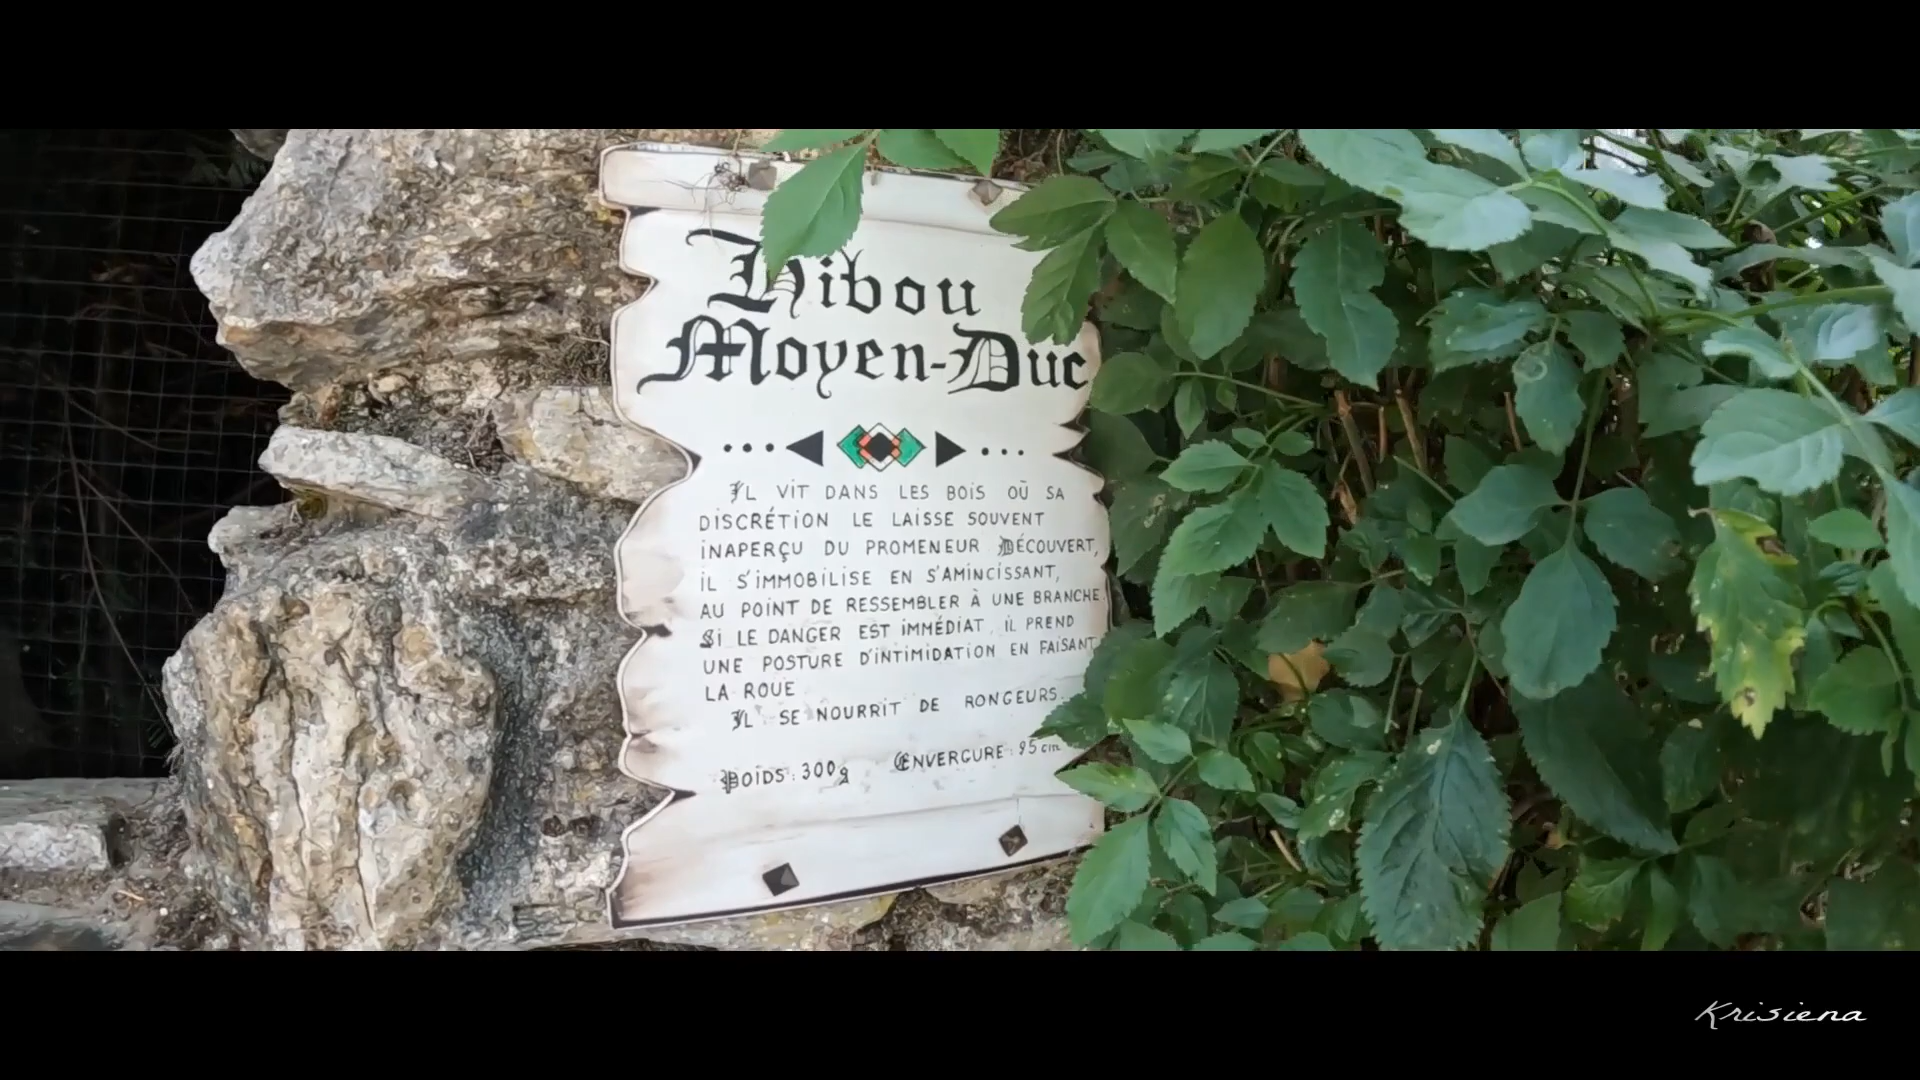 Hibou
Moyen-Duc
IL VIT DANS LES BOIS OÙ SA
DISCRÉTION LE LAISSE SOUVENT
INAPERÇU DU PROMENEUR DÉCOUVERT,
IL S'IMMOBILISE EN S'AMINCISSANT,
AU POINT DE RESSEMBLER À UNE BRANCHE.
SI LE DANGER EST IMMÉDIAT, IL PREND
UNE POSTURE D'INTIMIDATION EN FAISANT
LA ROUE
IL SE NOURRIT DE RONGEURS.
POIDS : 300g ENVERGURE : 95 cm
Krisiena